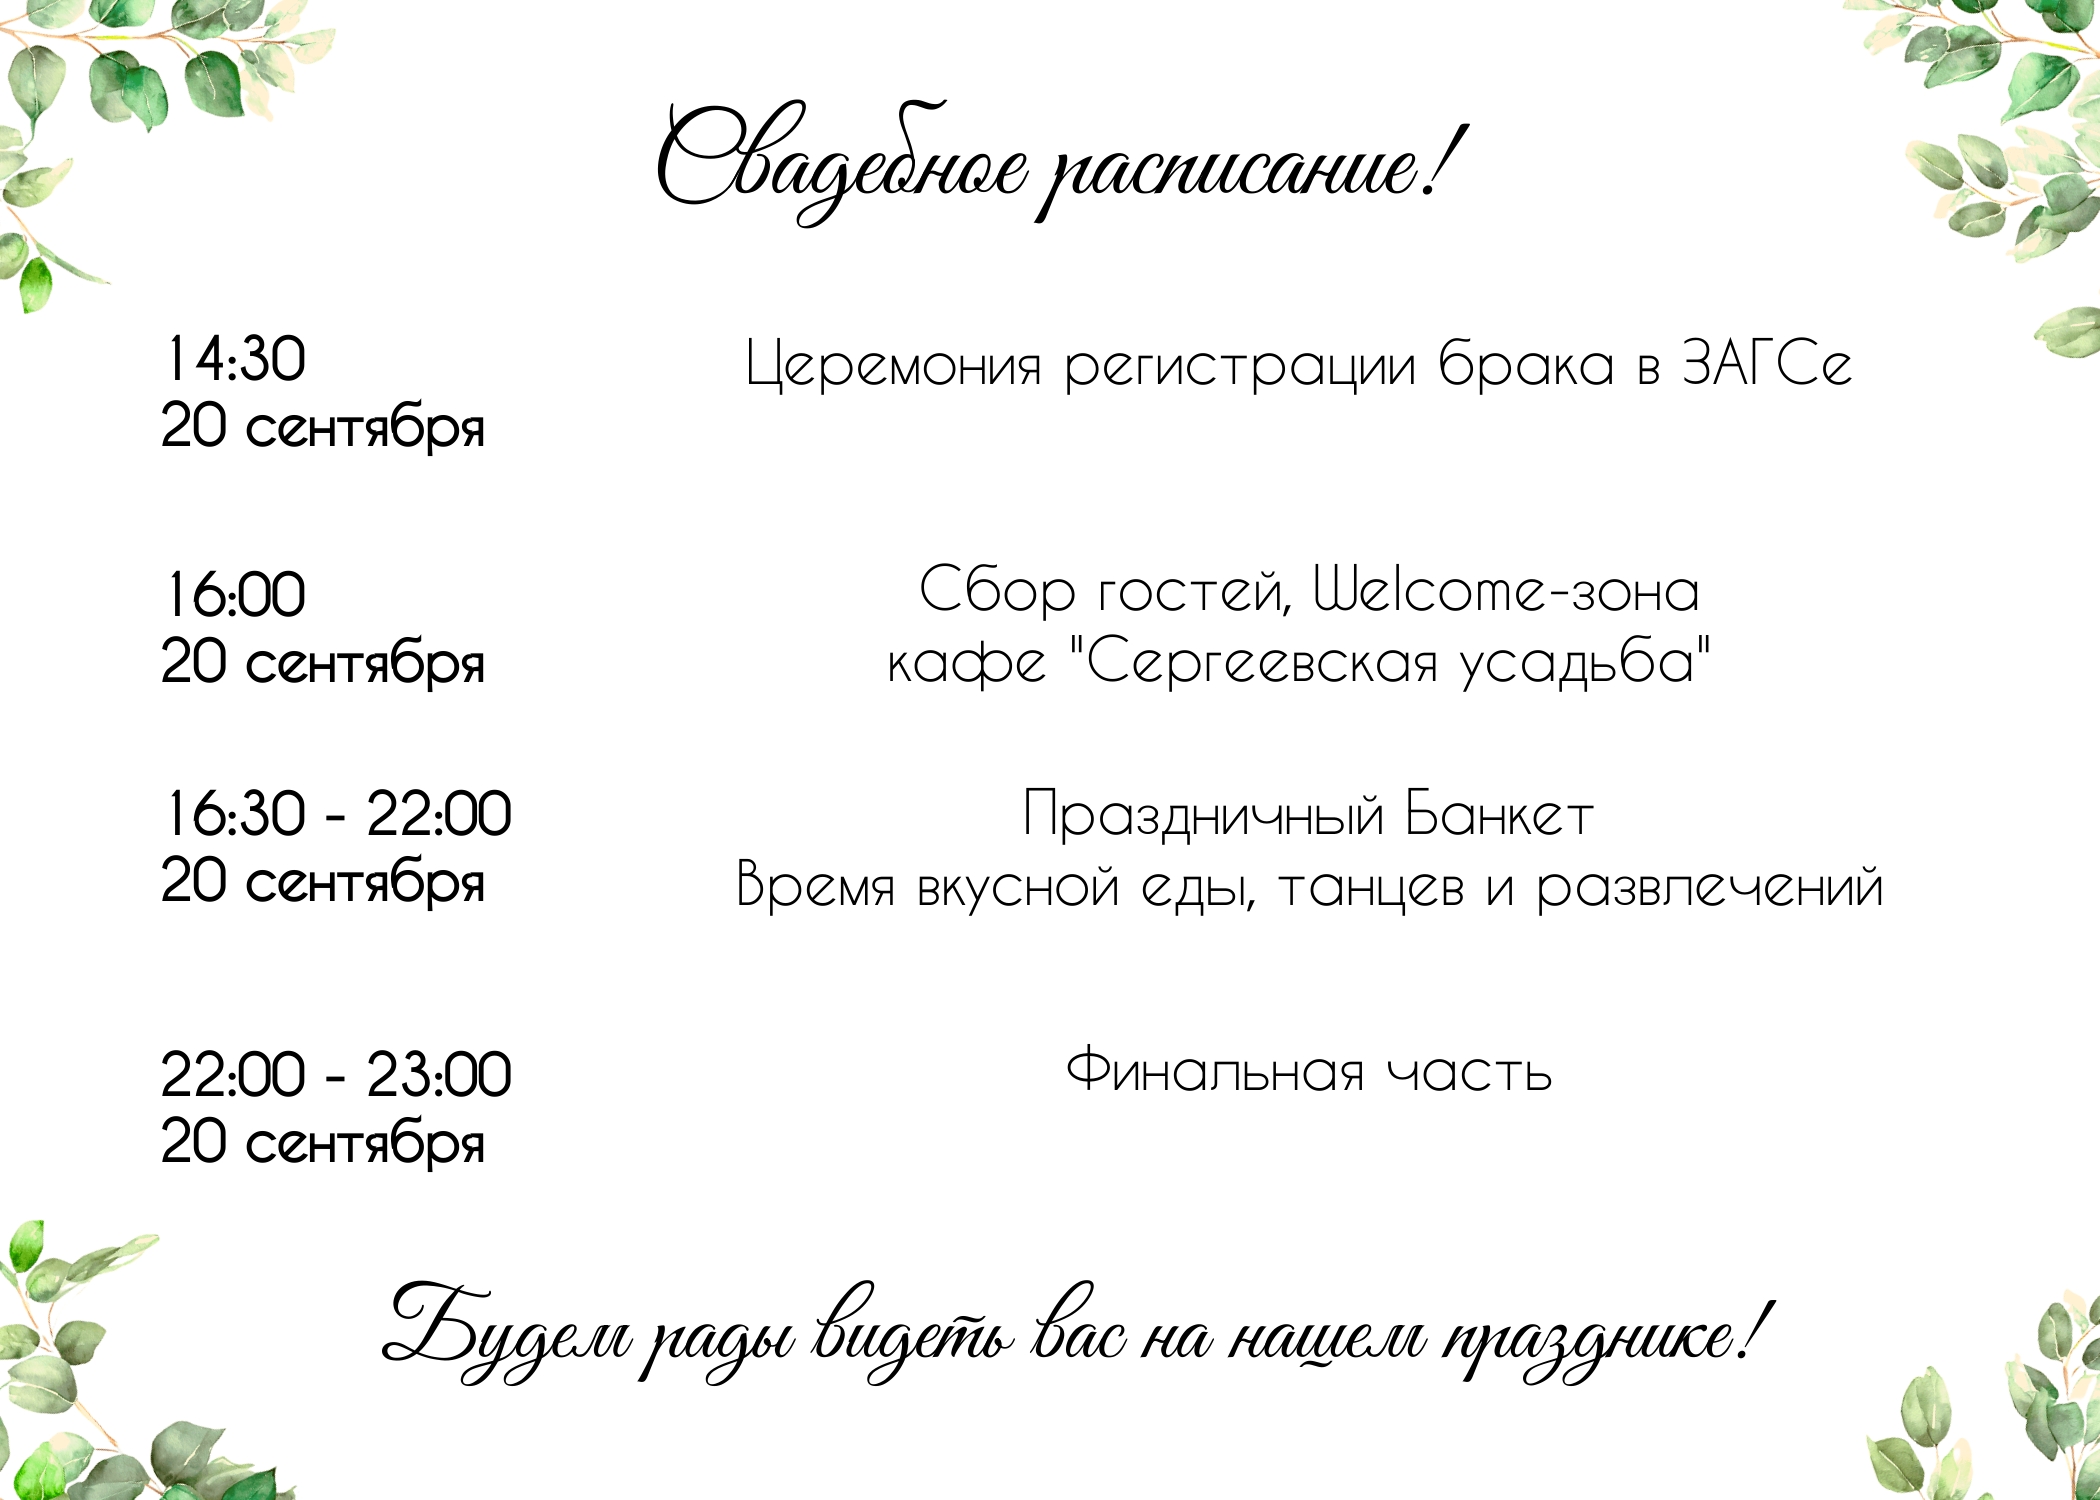 Свадебное расписание!
14:30
20 сентября
Церемония регистрации брака в ЗАГСе
16:00
20 сентября
Сбор гостей, Welcome-зона
кафе "Сергеевская усадьба"
16:30 - 22:00
20 сентября
Праздничный Банкет
Время вкусной еды, танцев и развлечений
22:00 - 23:00
20 сентября
Финальная часть
Будем рады видеть вас на нашем празднике!